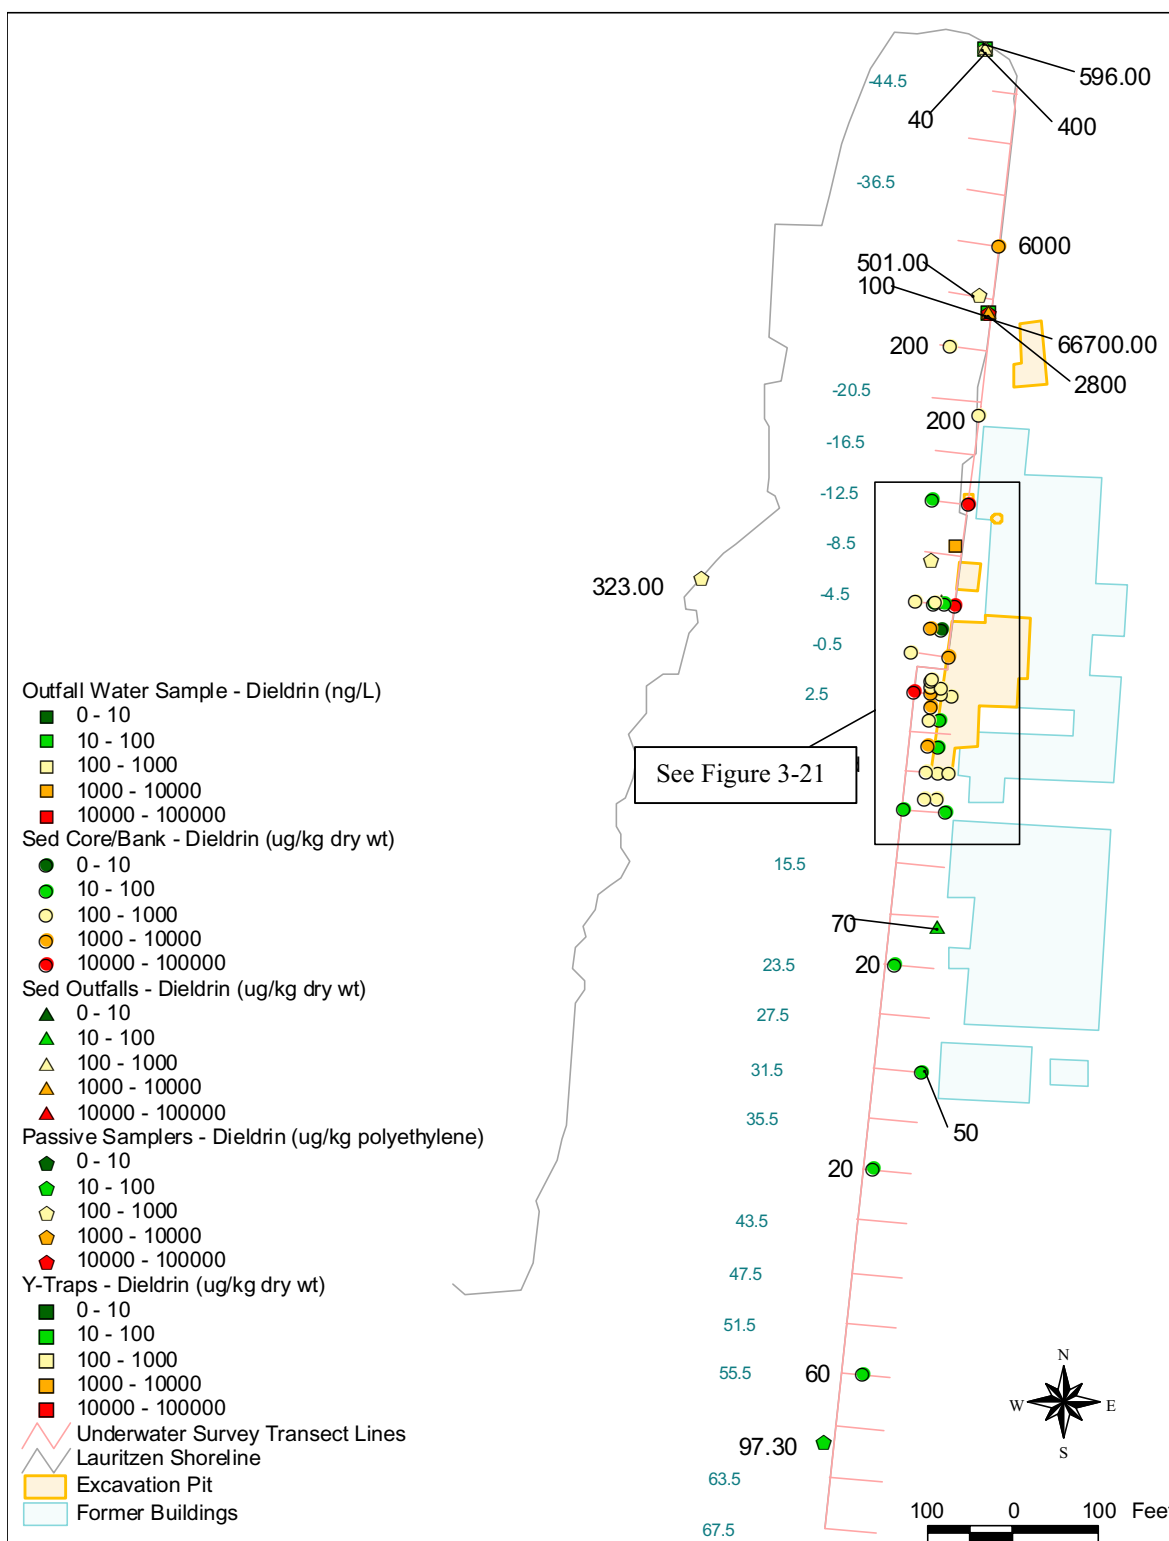 596.00
-44.5
40
400
-36.5
6000
501.00
100
66700.00
200
2800
-20.5
200
-16.5
-12.5
-8.5
323.00
-4.5
-0.5
2.5
See Figure 3-21
15.5
70
23.5
20
27.5
31.5
35.5
50
20
43.5
47.5
51.5
55.5
60
97.30
63.5
67.5
Outfall Water Sample - Dieldrin (ng/L)
0 - 10
10 - 100
100 - 1000
1000 - 10000
10000 - 100000
Sed Core/Bank - Dieldrin (ug/kg dry wt)
0 - 10
10 - 100
100 - 1000
1000 - 10000
10000 - 100000
Sed Outfalls - Dieldrin (ug/kg dry wt)
0 - 10
10 - 100
100 - 1000
1000 - 10000
10000 - 100000
Passive Samplers - Dieldrin (ug/kg polyethylene)
0 - 10
10 - 100
100 - 1000
1000 - 10000
10000 - 100000
Y-Traps - Dieldrin (ug/kg dry wt)
0 - 10
10 - 100
100 - 1000
1000 - 10000
10000 - 100000
Underwater Survey Transect Lines
Lauritzen Shoreline
Excavation Pit
Former Buildings
N
W E
S
100 0 100 Feet